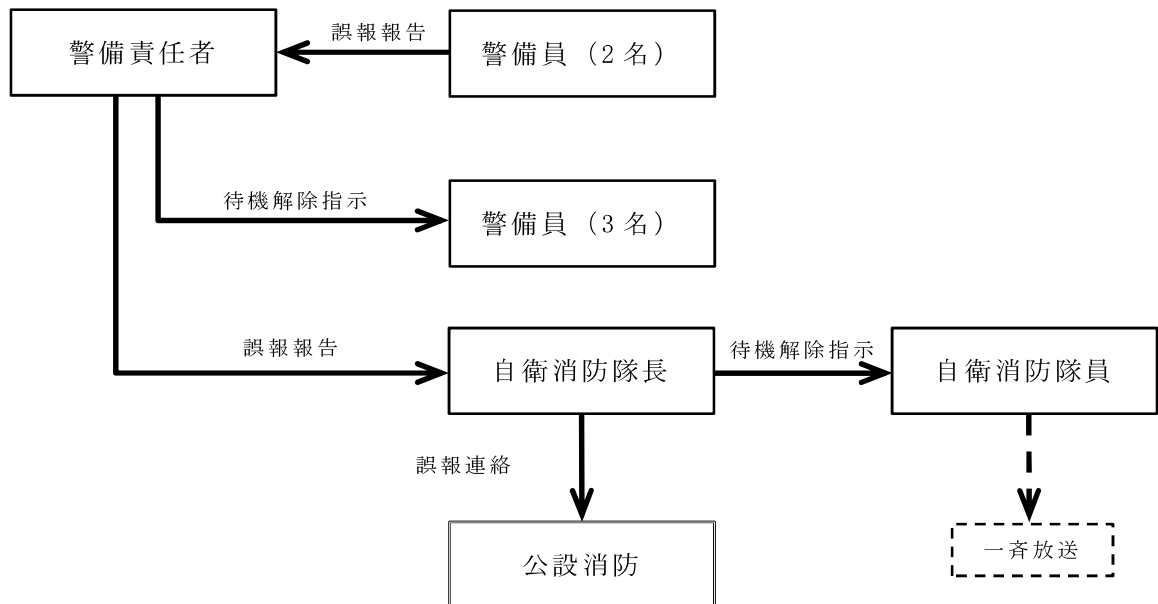 誤報報告
警備責任者
警備員（2名）
待機解除指示
警備員（3名）
誤報報告
待機解除指示
自衛消防隊長
自衛消防隊員
誤報連絡
公設消防
一斉放送